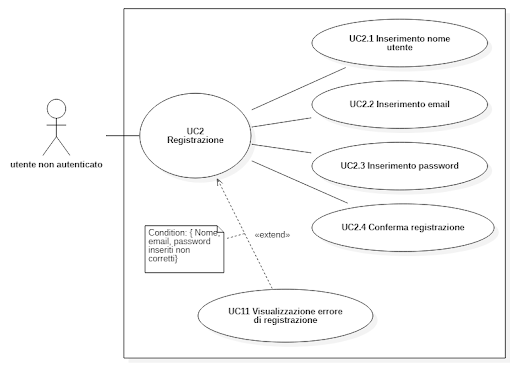 UC2.1 Inserimento nome
utente
UC2.2 Inserimento email
UC2
Registrazione
utente non autenticato
UC2.3 Inserimento password
UC2.4 Conferma registrazione
Condition: { Nome,
email, password
inseriti non
corretti}
«extend»
UC11 Visualizzazione errore
di registrazione